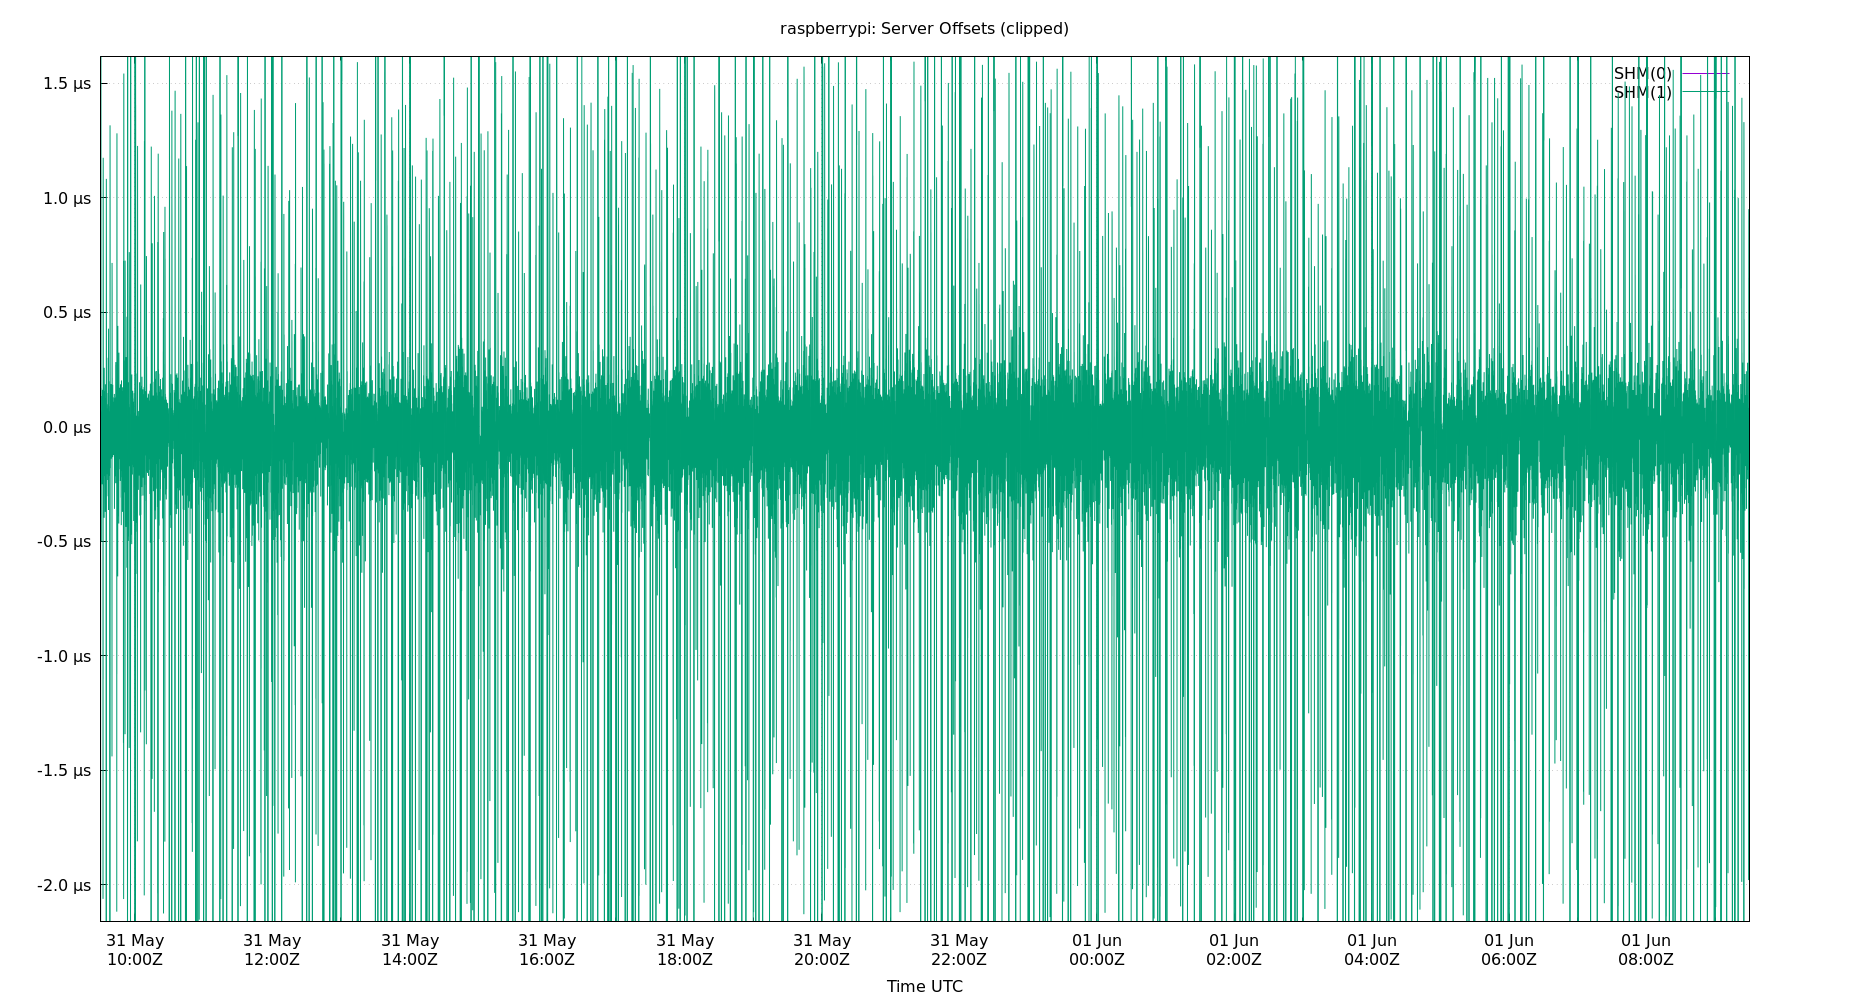 raspberrypi: Server Offsets (clipped)
SHM(0)
SHM(1)
1.5 µs
1.0 µs
0.5 µs
0.0 µs
-0.5 µs
-1.0 µs
-1.5 µs
-2.0 µs
31 May 31 May 31 May 31 May 31 May 31 May 31 May 01 Jun 01 Jun 01 Jun 01 Jun 01 Jun
10:00Z 12:00Z 14:00Z 16:00Z 18:00Z 20:00Z 22:00Z 00:00Z 02:00Z 04:00Z 06:00Z 08:00Z
Time UTC